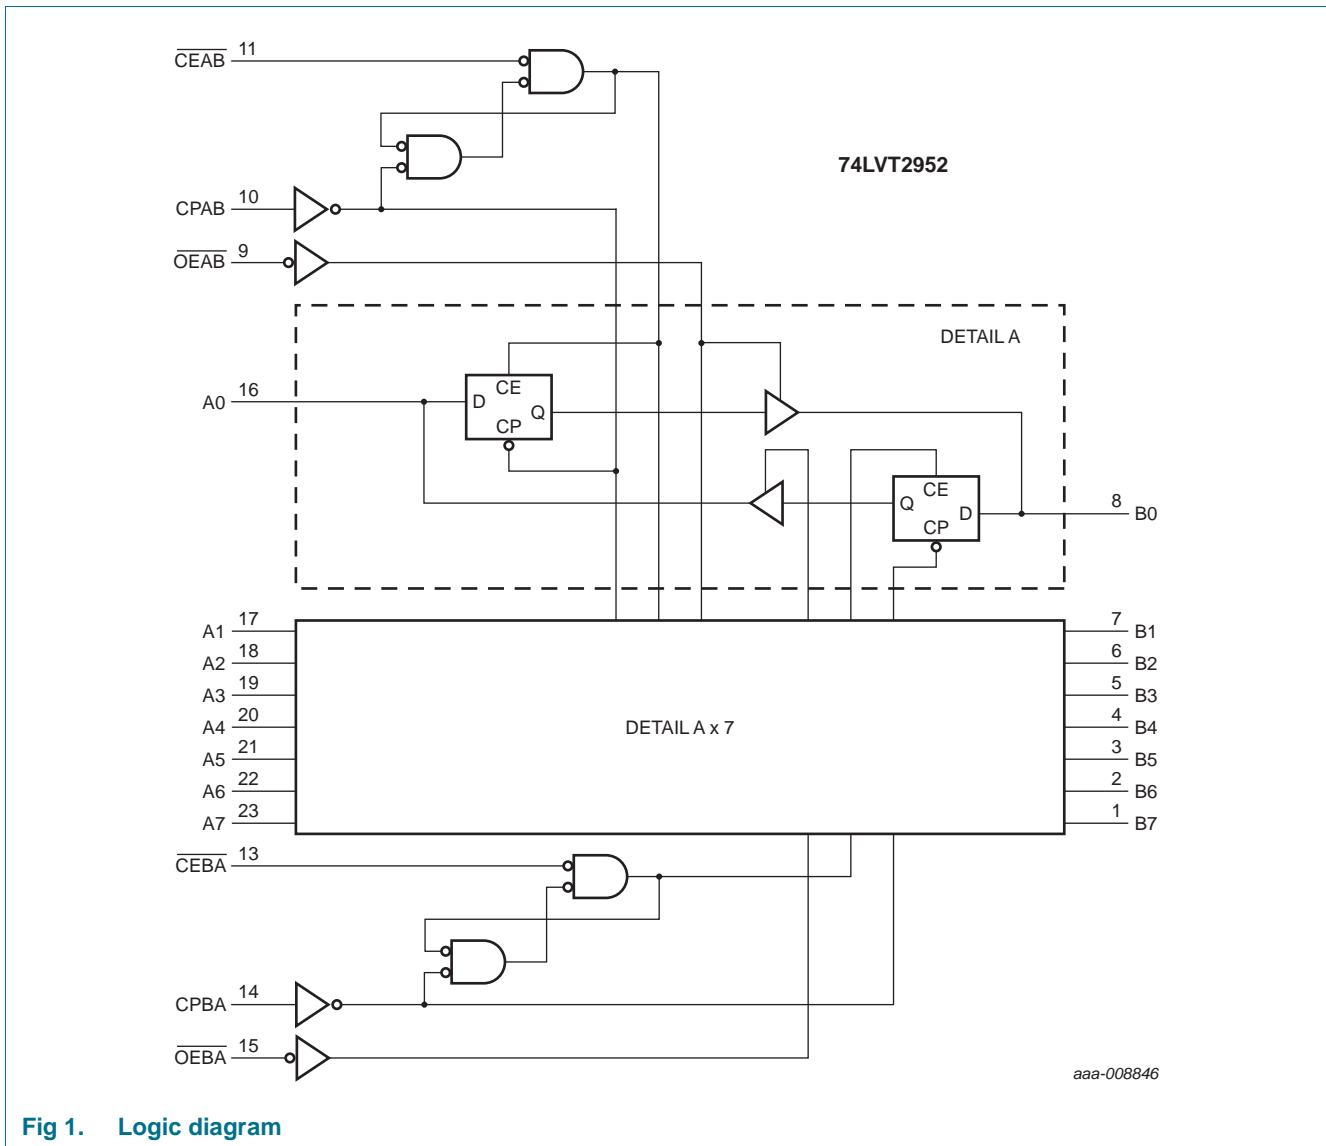 CEAB 11
74LVT2952
CPAB 10
OEAB 9
DETAIL A
A0 16
D CE Q CP
Q CE D CP
8 B0
A1 17
7 B1
A2 18
6 B2
A3 19
5 B3
A4 20
4 B4
DETAIL A x 7
A5 21
3 B5
A6 22
2 B6
A7 23
1 B7
CEBA 13
CPBA 14
OEBA 15
aaa-008846
Fig 1. Logic diagram